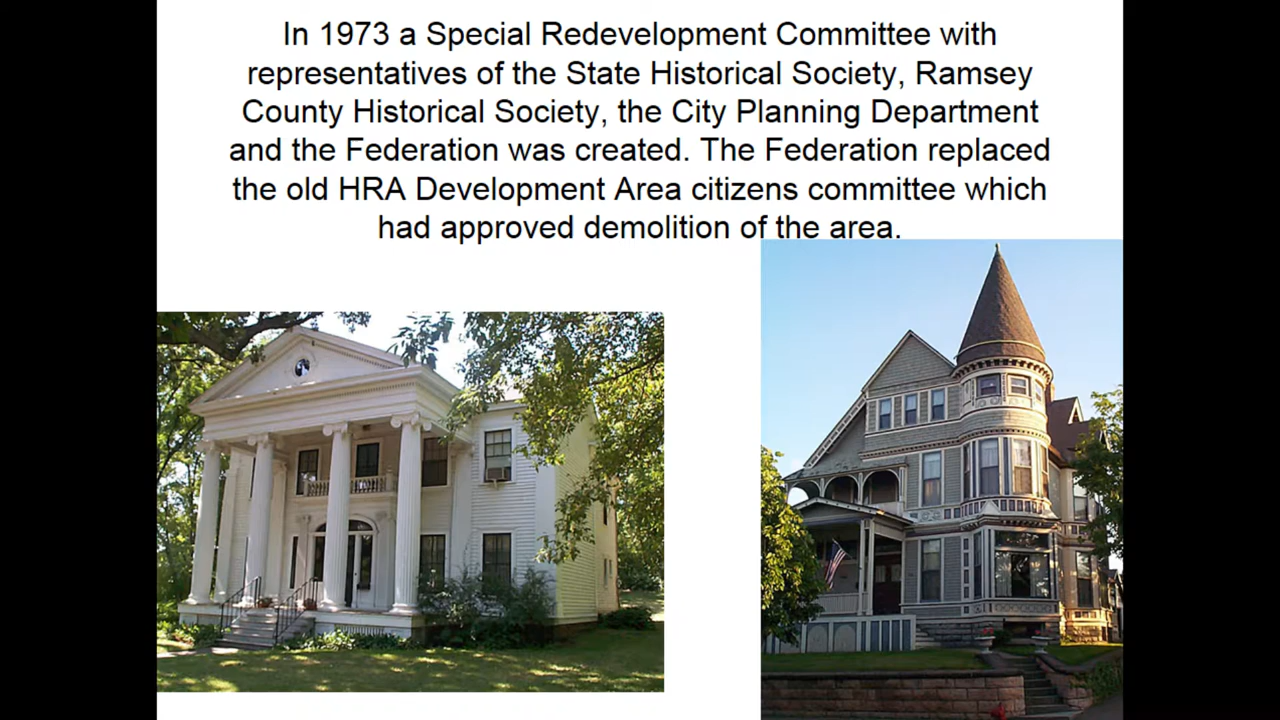 In 1973 a Special Redevelopment Committee with
representatives of the State Historical Society, Ramsey
County Historical Society, the City Planning Department
and the Federation was created. The Federation replaced
the old HRA Development Area citizens committee which
had approved demolition of the area.